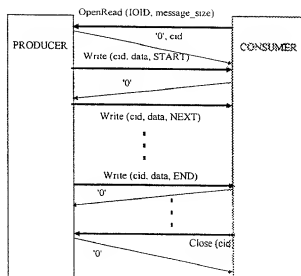 OpenRead (IOID, message_size)
PRODUCER
CONSUMER
'0', cid
Write (cid, data, START)
'0'
Write (cid, data, NEXT)
Write (cid, data, END)
'0'
Close (cid
'0'